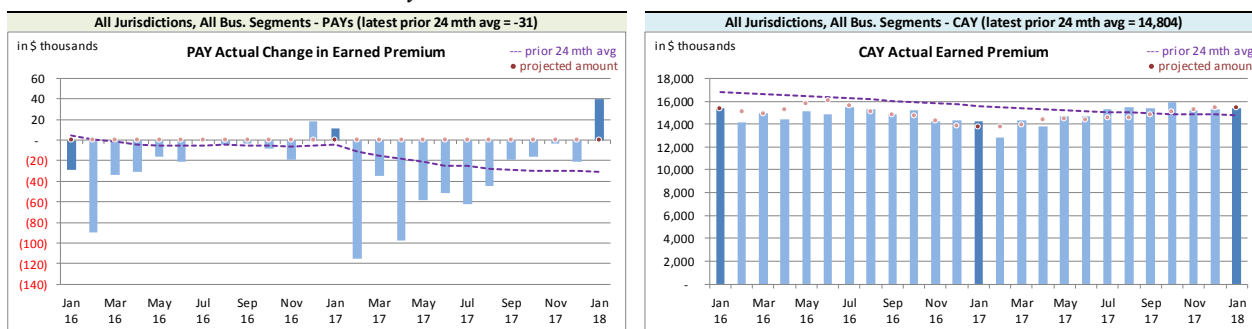 All Jurisdictions, All Bus. Segments - PAYs (latest prior 24 mth avg = -31)
in $ thousands
PAY Actual Change in Earned Premium
--- prior 24 mth avg
• projected amount
60
40
20
-
(20)
(40)
(60)
(80)
(100)
(120)
(140)
Jan Mar May Jul Sep Nov Jan Mar May Jul Sep Nov Jan
16 16 16 16 16 16 17 17 17 17 17 17 18
All Jurisdictions, All Bus. Segments - CAY (latest prior 24 mth avg = 14,804)
in $ thousands
CAY Actual Earned Premium
--- prior 24 mth avg
• projected amount
18,000
16,000
14,000
12,000
10,000
8,000
6,000
4,000
2,000
-
Jan Mar May Jul Sep Nov Jan Mar May Jul Sep Nov Jan
16 16 16 16 16 16 17 17 17 17 17 17 18